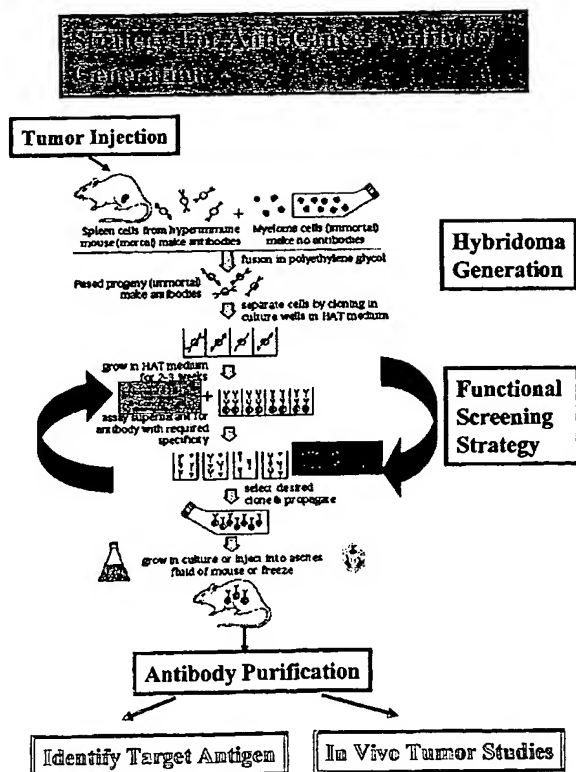 Strategy For Anti-Cancer Antibody
Generation
Tumor Injection
+
Spleen cells from hyperimmune
mouse (mortal) make antibodies
Myeloma cells (immortal)
make no antibodies
fusion in polyethylene glycol
Hybridoma
Generation
Fused progeny (immortal)
make antibodies
separate cells by cloning in
culture wells in HAT medium
grow in HAT medium
for 2-3 weeks
+
assay supernatant for
antibody with required
specificity
Functional
Screening
Strategy
select desired
clone & propagate
grow in culture or inject into ascites
fluid of mouse or freeze
Antibody Purification
Identify Target Antigen
In Vivo Tumor Studies